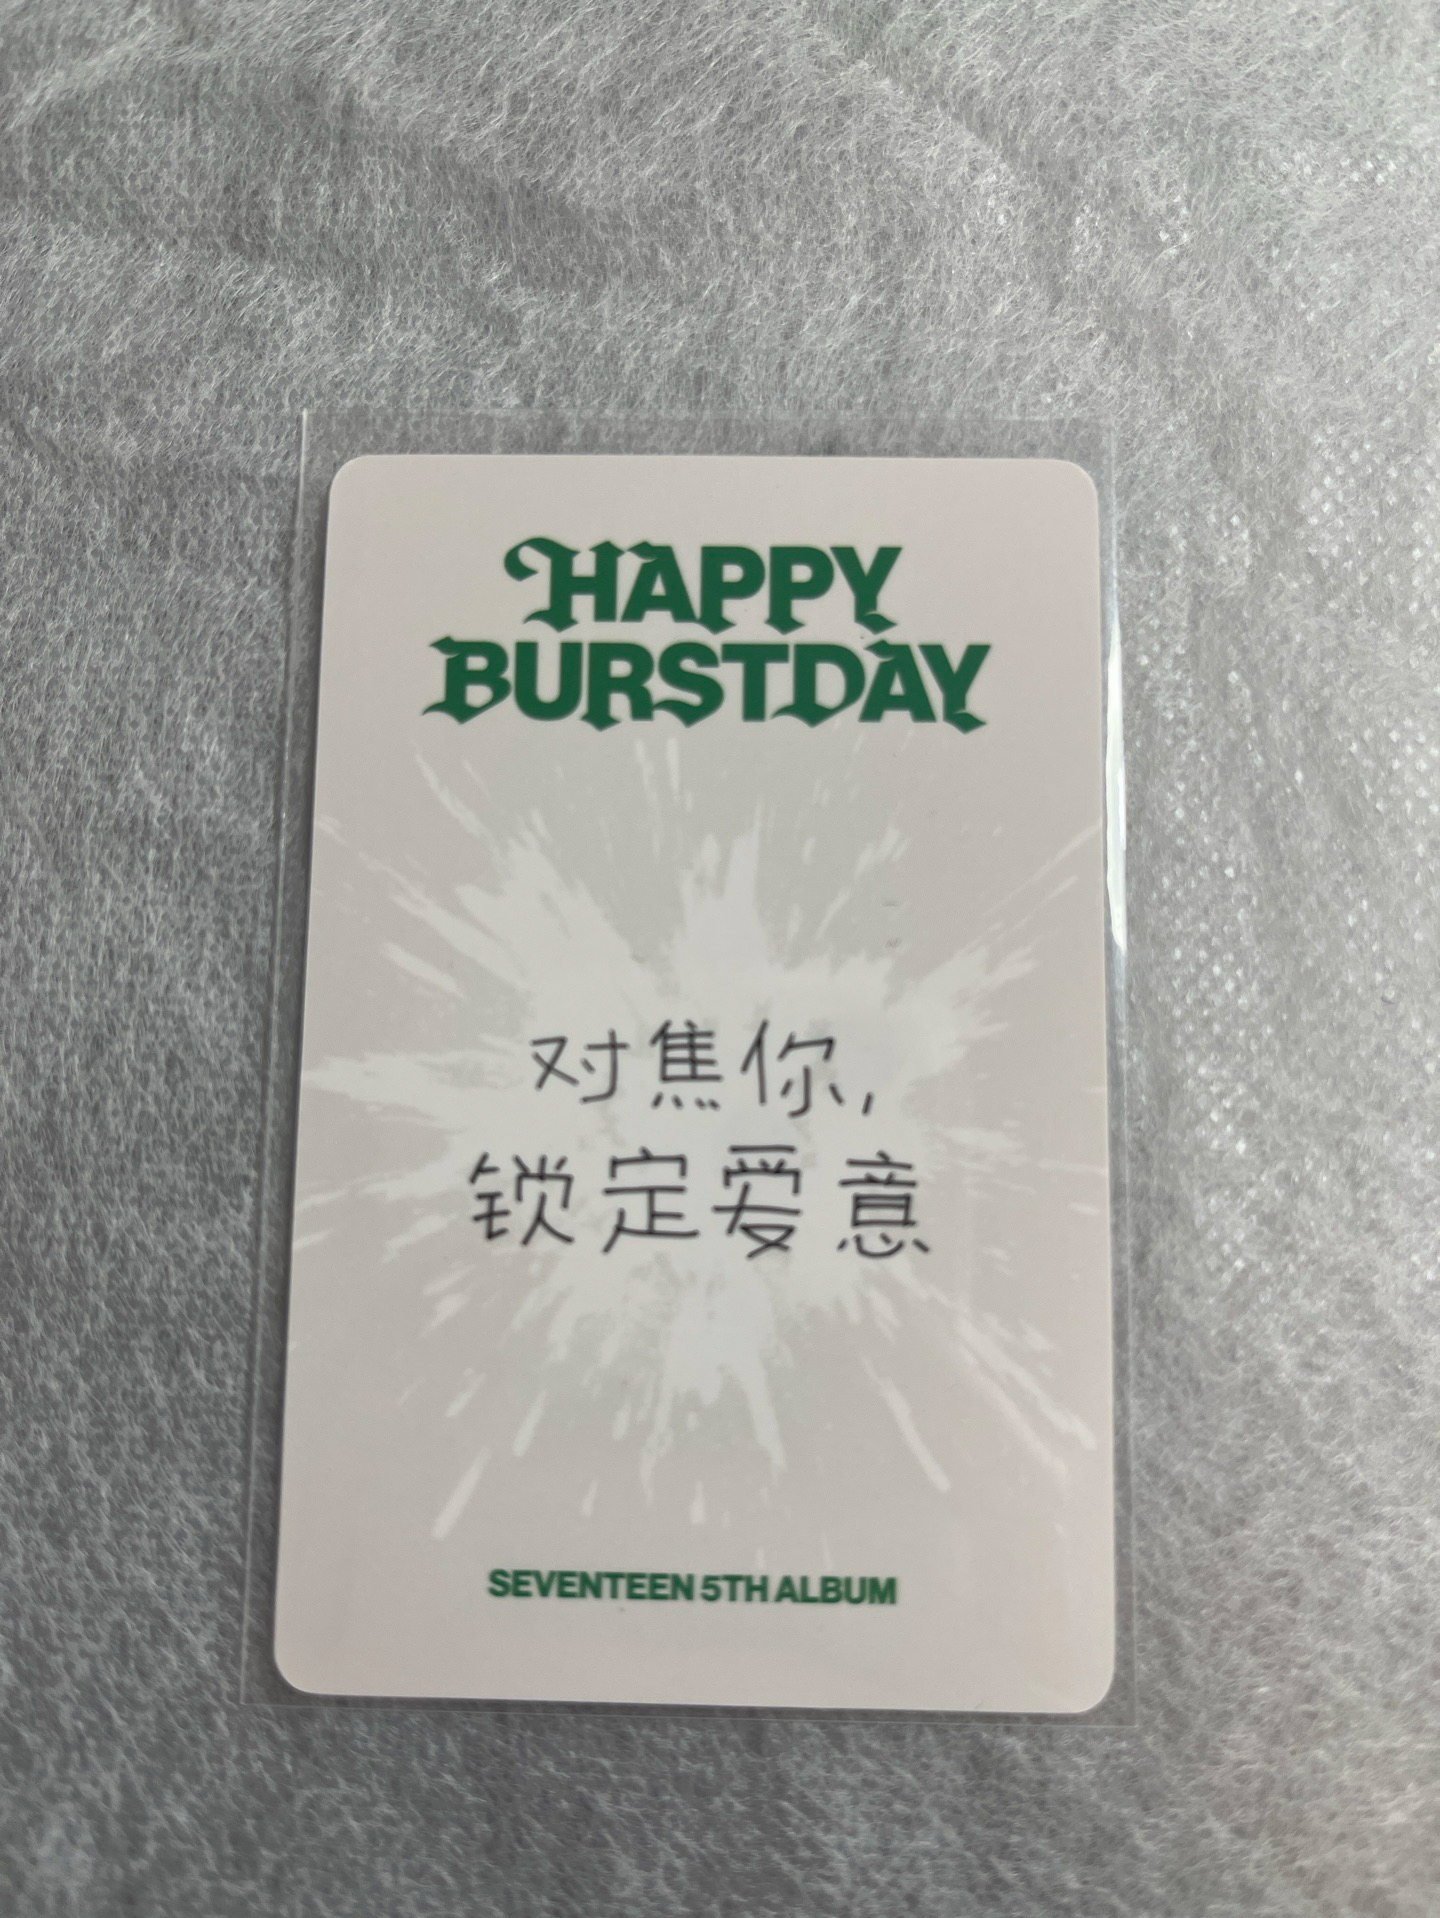 HAPPY
BURSTDAY
对焦你,
锁定爱意
SEVENTEEN 5TH ALBUM